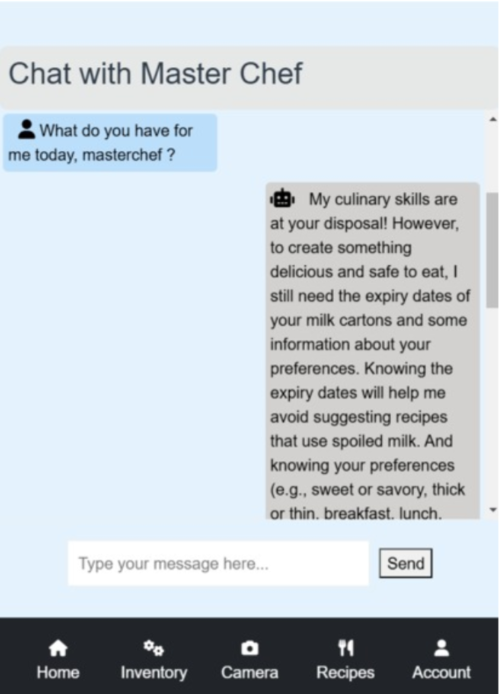 Chat with Master Chef
What do you have for
me today, masterchef ?
My culinary skills are
at your disposal! However,
to create something
delicious and safe to eat, I
still need the expiry dates of
your milk cartons and some
information about your
preferences. Knowing the
expiry dates will help me
avoid suggesting recipes
that use spoiled milk. And
knowing your preferences
(e.g., sweet or savory, thick
or thin, breakfast, lunch,
Type your message here...
Send
Home
Inventory
Camera
Recipes
Account